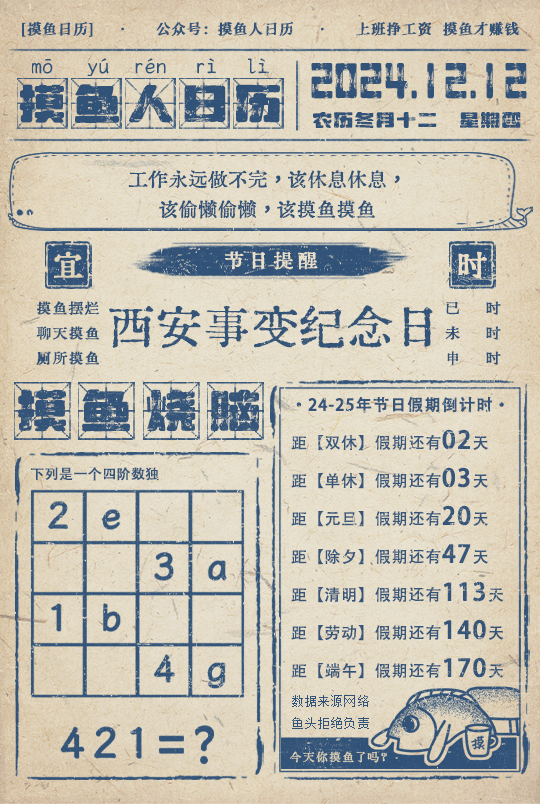 [摸鱼日历] · 公众号：摸鱼人日历 · 上班挣工资 摸鱼才赚钱
mō yú rén rì lì
摸鱼人日历
2024.12.12
农历冬月十二 星期四
工作永远做不完，该休息休息，
该偷懒偷懒，该摸鱼摸鱼
宜
节日提醒
时
摸鱼摆烂
聊天摸鱼
厕所摸鱼
西安事变纪念日
巳 时
未 时
申 时
摸鱼烧脑
下列是一个四阶数独
2 e
3 a
1 b
4 g
421=?
·24-25年节日假期倒计时·
距【双休】假期还有02天
距【单休】假期还有03天
距【元旦】假期还有20天
距【除夕】假期还有47天
距【清明】假期还有113天
距【劳动】假期还有140天
距【端午】假期还有170天
数据来源网络
鱼头拒绝负责
今天你摸鱼了吗？
摸